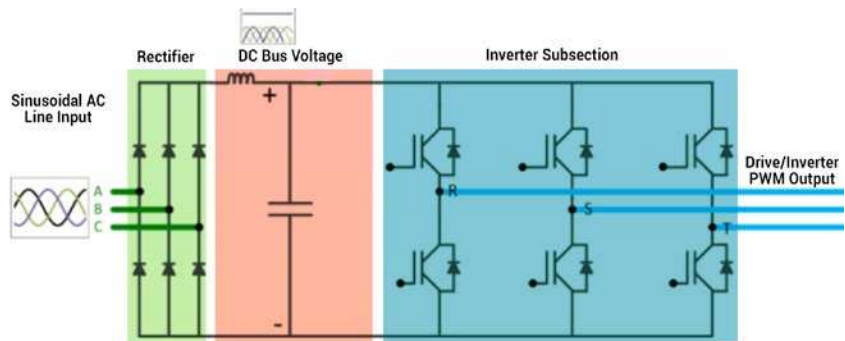 Rectifier
DC Bus Voltage
Inverter Subsection
Sinusoidal AC
Line Input
+
Drive/Inverter
PWM Output
A
R
B
S
C
T
-